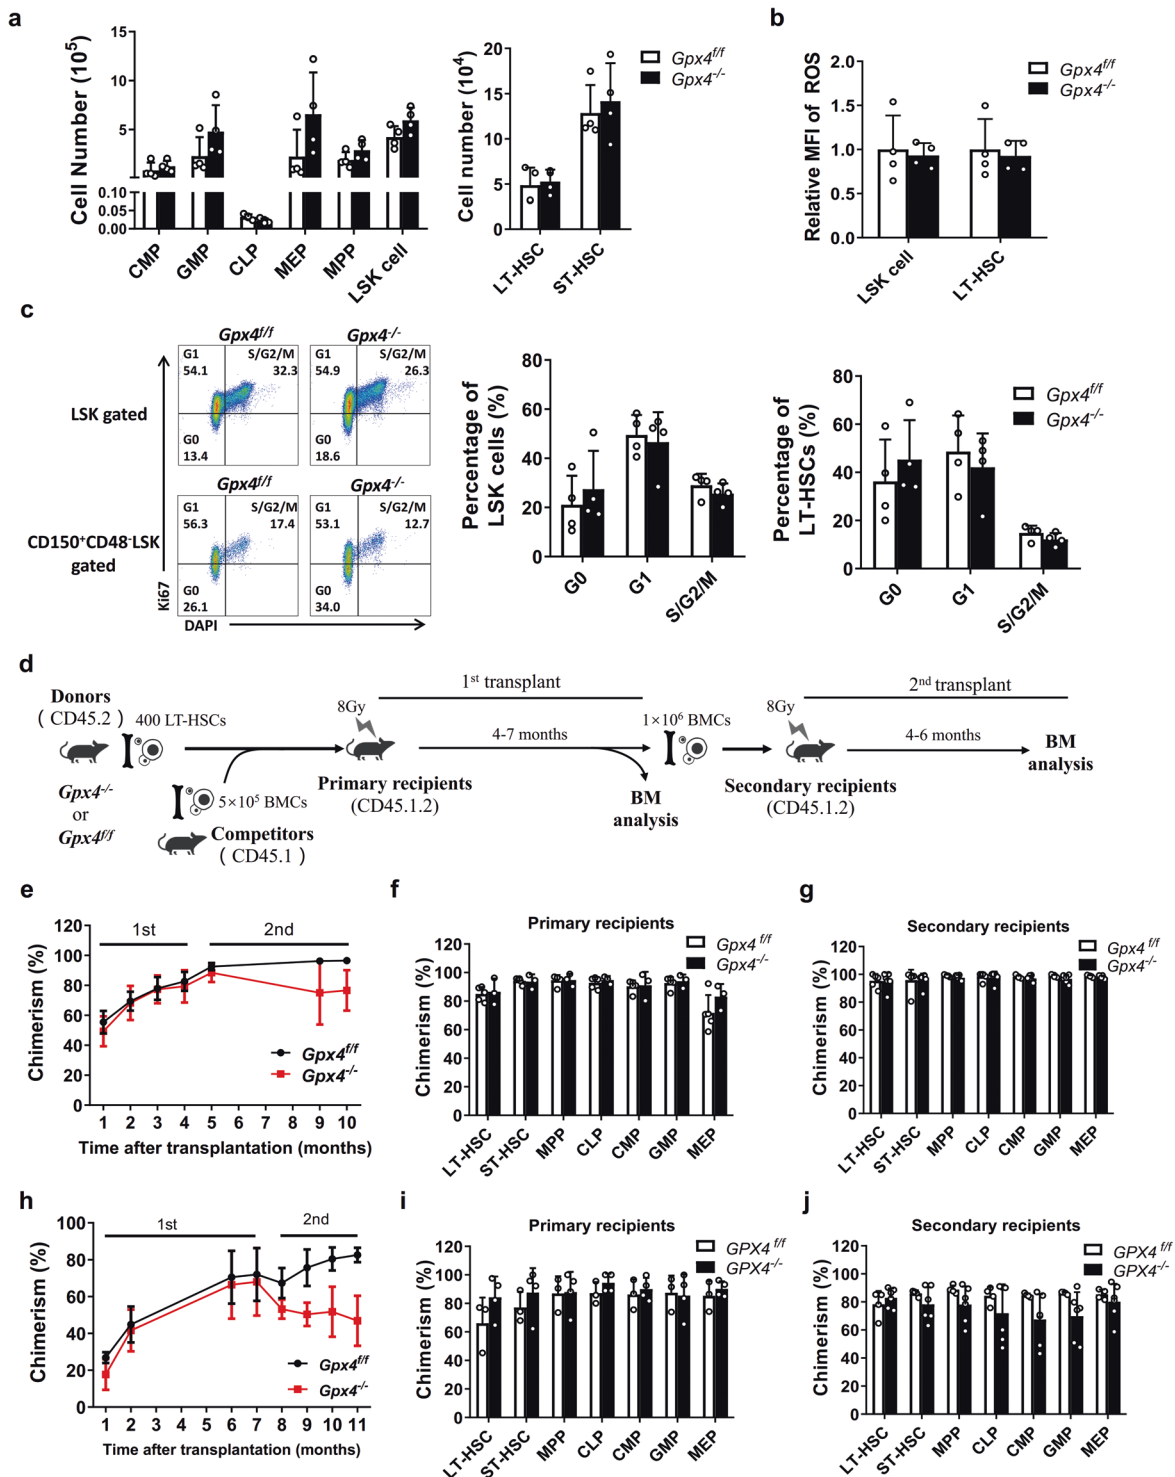 a
Cell Number (10⁵)
15
10
5
0.10
0.05
0.00
CMP
GMP
CLP
MEP
MPP
LSK cell
Cell number (10⁴)
20
15
10
5
0
LT-HSC
ST-HSC
Gpx4f/f
Gpx4-/-
b
Relative MFI of ROS
2.0
1.5
1.0
0.5
0.0
LSK cell
LT-HSC
Gpx4f/f
Gpx4-/-
c
Gpx4f/f
Gpx4-/-
LSK gated
G1
54.1
S/G2/M
32.3
G0
13.4
G1
54.9
S/G2/M
26.3
G0
18.6
Gpx4f/f
Gpx4-/-
CD150⁺CD48⁻LSK
gated
G1
56.3
S/G2/M
17.4
G0
26.1
G1
53.1
S/G2/M
12.7
G0
34.0
Ki67
DAPI
Percentage of
LSK cells (%)
80
60
40
20
0
G0
G1
S/G2/M
Percentage of
LT-HSCs (%)
80
60
40
20
0
G0
G1
S/G2/M
Gpx4f/f
Gpx4-/-
d
Donors
( CD45.2 )
400 LT-HSCs
Gpx4-/-
or
Gpx4f/f
5×10⁵ BMCs
Competitors
( CD45.1 )
8Gy
1st transplant
Primary recipients
(CD45.1.2)
4-7 months
BM
analysis
1×10⁶ BMCs
8Gy
2nd transplant
Secondary recipients
(CD45.1.2)
4-6 months
BM
analysis
e
Chimerism (%)
120
100
80
60
40
20
0
1st
2nd
Gpx4f/f
Gpx4-/-
1 2 3 4 5 6 7 8 9 10
Time after transplantation (months)
f
Primary recipients
Gpx4 f/f
Gpx4-/-
Chimerism (%)
120
100
80
60
40
20
0
LT-HSC
ST-HSC
MPP
CLP
CMP
GMP
MEP
g
Secondary recipients
Gpx4 f/f
Gpx4-/-
Chimerism (%)
120
100
80
60
40
20
0
LT-HSC
ST-HSC
MPP
CLP
CMP
GMP
MEP
h
Chimerism (%)
100
80
60
40
20
0
1st
2nd
Gpx4f/f
Gpx4-/-
1 2 3 4 5 6 7 8 9 10 11
Time after transplantation (months)
i
Primary recipients
GPX4 f/f
GPX4-/-
Chimerism (%)
120
100
80
60
40
20
0
LT-HSC
ST-HSC
MPP
CLP
CMP
GMP
MEP
j
Secondary recipients
GPX4 f/f
GPX4-/-
Chimerism (%)
120
100
80
60
40
20
0
LT-HSC
ST-HSC
MPP
CLP
CMP
GMP
MEP